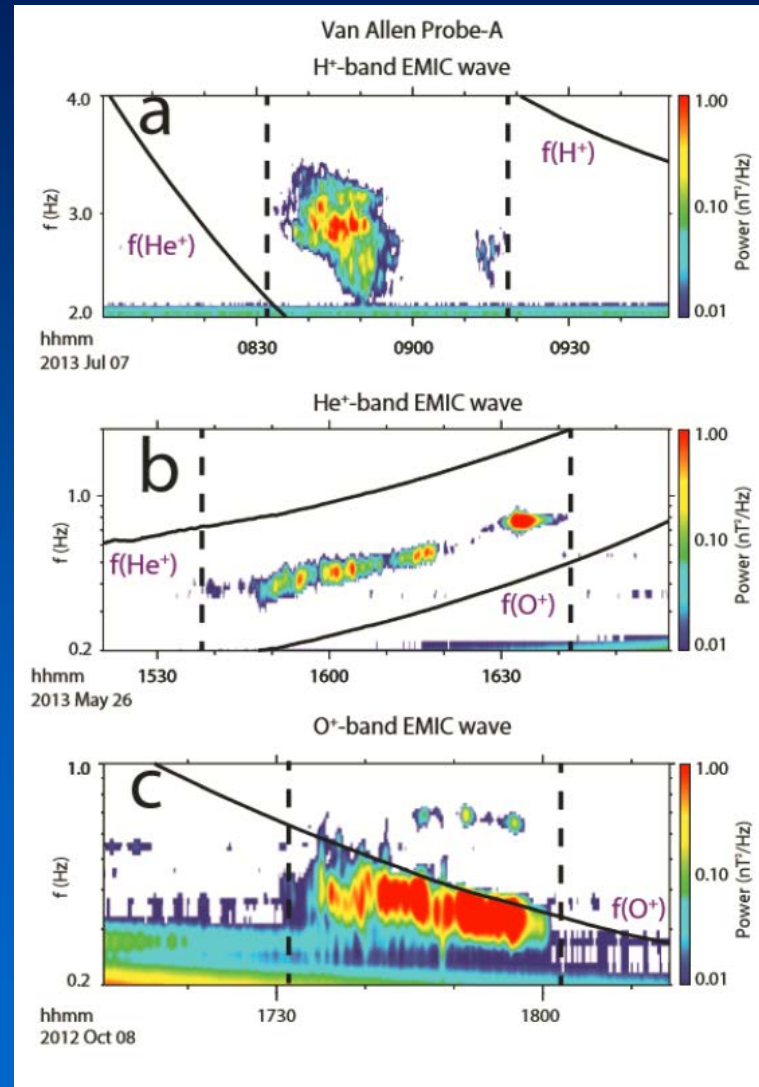 Van Allen Probe-A
H⁺-band EMIC wave
a
4.0
3.0
2.0
f (Hz)
f(He⁺)
f(H⁺)
1.00
0.10
0.01
Power (nT²/Hz)
hhmm
0830 0900 0930
2013 Jul 07
He⁺-band EMIC wave
b
1.0
0.2
f (Hz)
f(He⁺)
f(O⁺)
1.00
0.10
0.01
Power (nT²/Hz)
hhmm
1530 1600 1630
2013 May 26
O⁺-band EMIC wave
c
1.0
0.2
f (Hz)
f(O⁺)
1.00
0.10
0.01
Power (nT²/Hz)
hhmm
1730 1800
2012 Oct 08